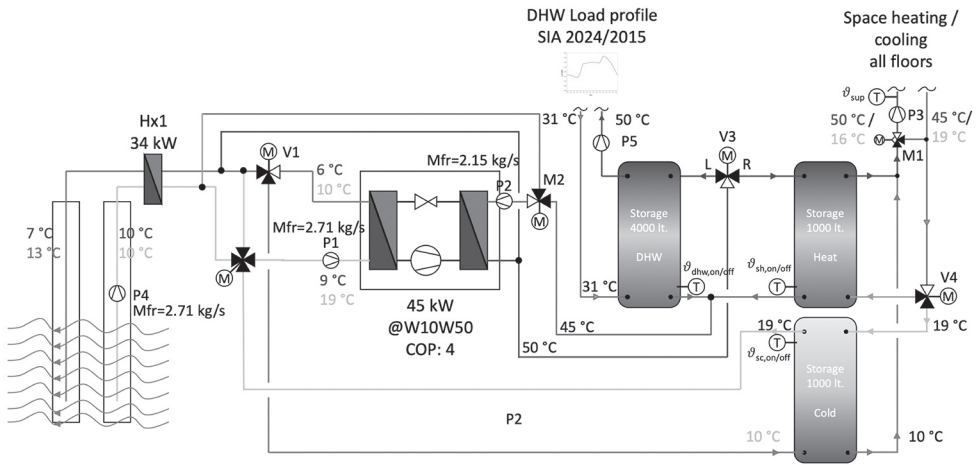 DHW Load profile
SIA 2024/2015
Space heating /
cooling
all floors
Hx1
34 kW
31 °C
50 °C
P5
ϑsup
T
P3
50 °C /
16 °C
45 °C/
19 °C
M
M1
M
V1
6 °C
10 °C
Mfr=2.15 kg/s
P2
M2
M
V3
M
L
R
Storage
4000 lt.
DHW
Storage
1000 lt.
Heat
7 °C
13 °C
10 °C
10 °C
P4
Mfr=2.71 kg/s
Mfr=2.71 kg/s
P1
9 °C
19 °C
M
45 kW
@W10W50
COP: 4
31 °C
ϑdhw,on/off
T
ϑsh,on/off
T
V4
M
45 °C
50 °C
19 °C
19 °C
T
ϑsc,on/off
Storage
1000 lt.
Cold
P2
10 °C
10 °C